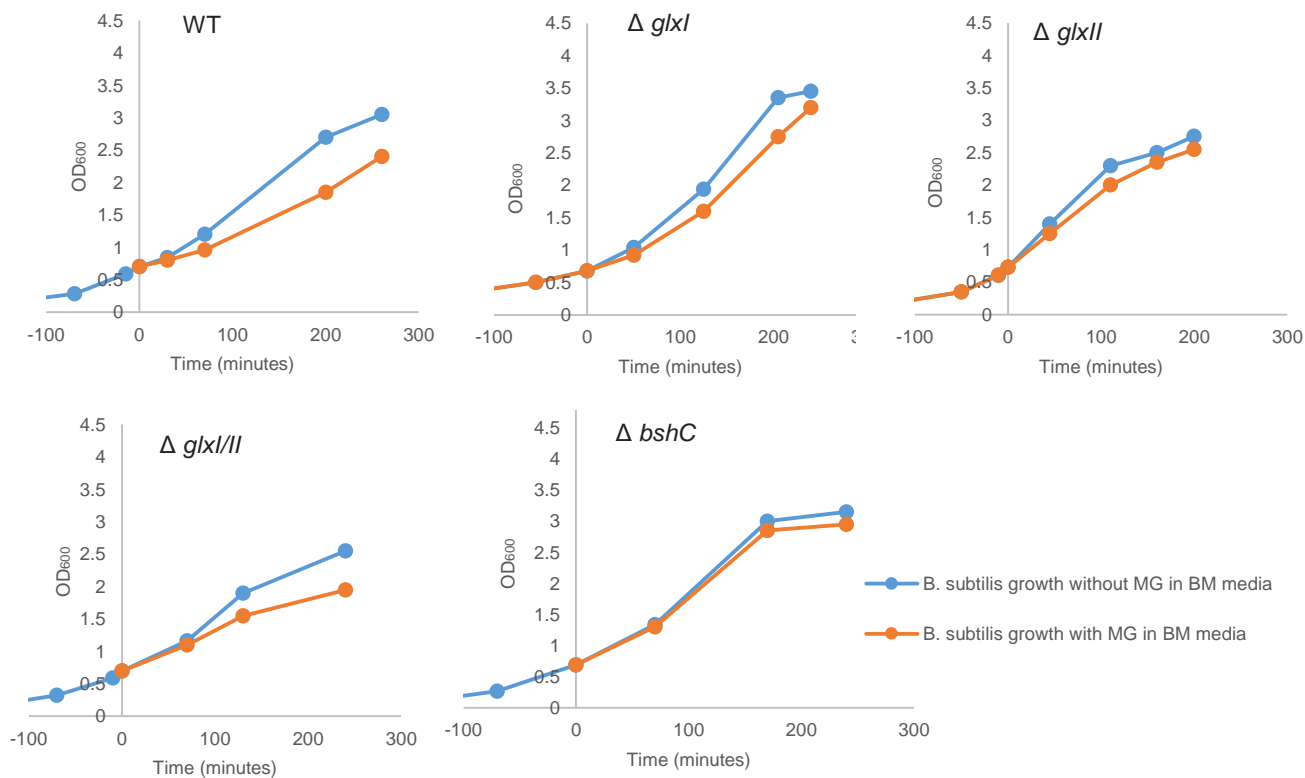 WT
4.5
4
3.5
3
2.5
2
1.5
1
0.5
0
-100 0 100 200 300
OD600
Time (minutes)
Δ glxI
4.5
4
3.5
3
2.5
2
1.5
1
0.5
0
-100 0 100 200
OD600
Time (minutes)
Δ glxII
4.5
4
3.5
3
2.5
2
1.5
1
0.5
0
-100 0 100 200 300
OD600
Time (minutes)
Δ glxI/II
4.5
4
3.5
3
2.5
2
1.5
1
0.5
0
-100 0 100 200 300
OD600
Time (minutes)
Δ bshC
4.5
4
3.5
3
2.5
2
1.5
1
0.5
0
-100 0 100 200 300
OD600
Time (minutes)
B. subtilis growth without MG in BM media
B. subtilis growth with MG in BM media